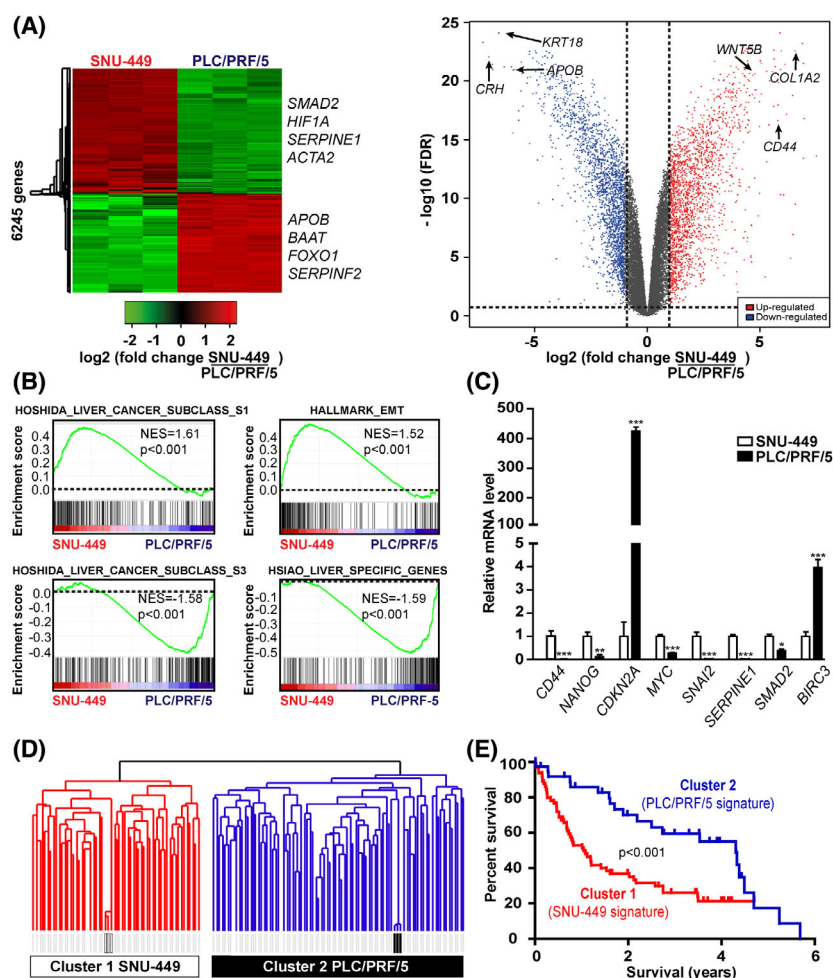 (A)
SNU-449 PLC/PRF/5
6245 genes
SMAD2
HIF1A
SERPINE1
ACTA2
APOB
BAAT
FOXO1
SERPINF2
-2 -1 0 1 2
log2 (fold change SNU-449 )
PLC/PRF/5
25
20
15
10
5
0
- log10 (FDR)
KRT18
APOB
CRH
WNT5B
COL1A2
CD44
Up-regulated
Down-regulated
-5 0 5
log2 (fold change SNU-449 )
PLC/PRF/5
(B)
HOSHIDA_LIVER_CANCER_SUBCLASS_S1
Enrichment score
0.4
0.3
0.2
0.1
0.0
NES=1.61
p<0.001
SNU-449 PLC/PRF/5
HALLMARK_EMT
0.4
0.3
0.2
0.1
0.0
NES=1.52
p<0.001
SNU-449 PLC/PRF/5
HOSHIDA_LIVER_CANCER_SUBCLASS_S3
Enrichment score
0.0
-0.1
-0.2
-0.3
-0.4
NES=-1.58
p<0.001
SNU-449 PLC/PRF/5
HSIAO_LIVER_SPECIFIC_GENES
0.0
-0.1
-0.2
-0.3
-0.4
-0.5
NES=-1.59
p<0.001
SNU-449 PLC/PRF-5
(C)
Relative mRNA level
500
450
400
350
300
250
200
150
100
4
3
2
1
0
SNU-449
PLC/PRF/5
*** ** *** *** *** *** * ***
CD44 NANOG CDKN2A MYC SNAI2 SERPINE1 SMAD2 BIRC3
(D)
Cluster 1 SNU-449 Cluster 2 PLC/PRF/5
(E)
Percent survival
100
80
60
40
20
0
Cluster 2
(PLC/PRF/5 signature)
p<0.001
Cluster 1
(SNU-449 signature)
0 2 4 6
Survival (years)